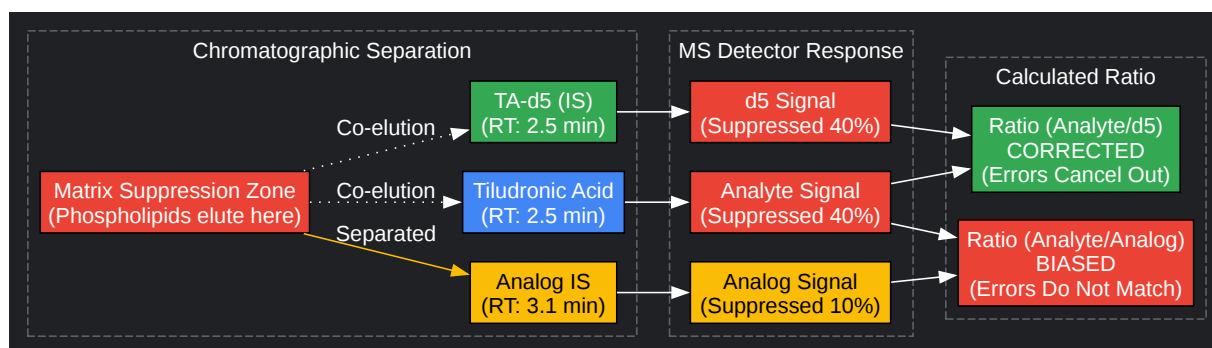 Chromatographic Separation
MS Detector Response
Calculated Ratio
TA-d5 (IS)
(RT: 2.5 min)
d5 Signal
(Suppressed 40%)
Co-elution
Ratio (Analyte/d5)
CORRECTED
(Errors Cancel Out)
Matrix Suppression Zone
(Phospholipids elute here)
Co-elution
Tiludronic Acid
(RT: 2.5 min)
Analyte Signal
(Suppressed 40%)
Separated
Ratio (Analyte/Analog)
BIASED
(Errors Do Not Match)
Analog IS
(RT: 3.1 min)
Analog Signal
(Suppressed 10%)